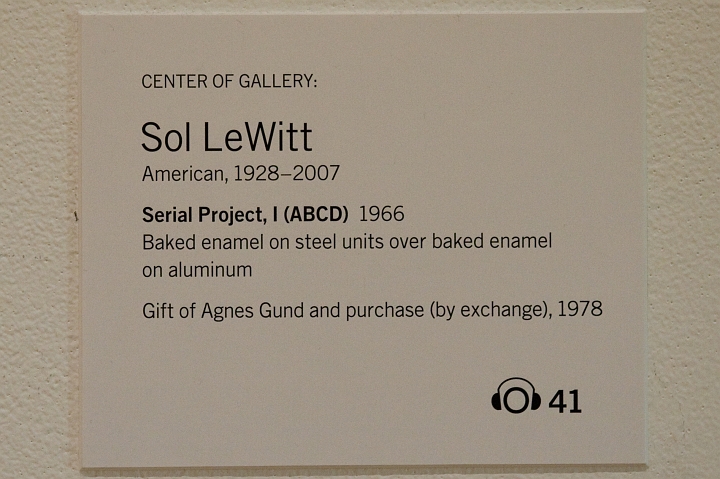 CENTER OF GALLERY:
Sol LeWitt
American, 1928–2007
Serial Project, I (ABCD) 1966
Baked enamel on steel units over baked enamel
on aluminum
Gift of Agnes Gund and purchase (by exchange), 1978
41